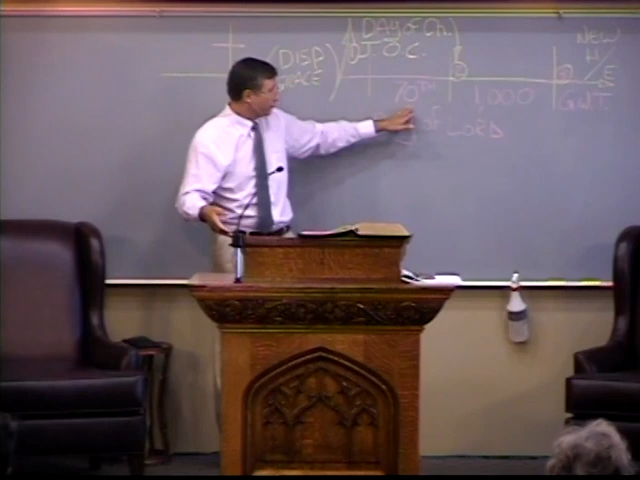 DAY of Ch.
J.O.C.
NEW
H/E
(DISP
GRACE)
70TH
1,000
G.W.T.
of LORD